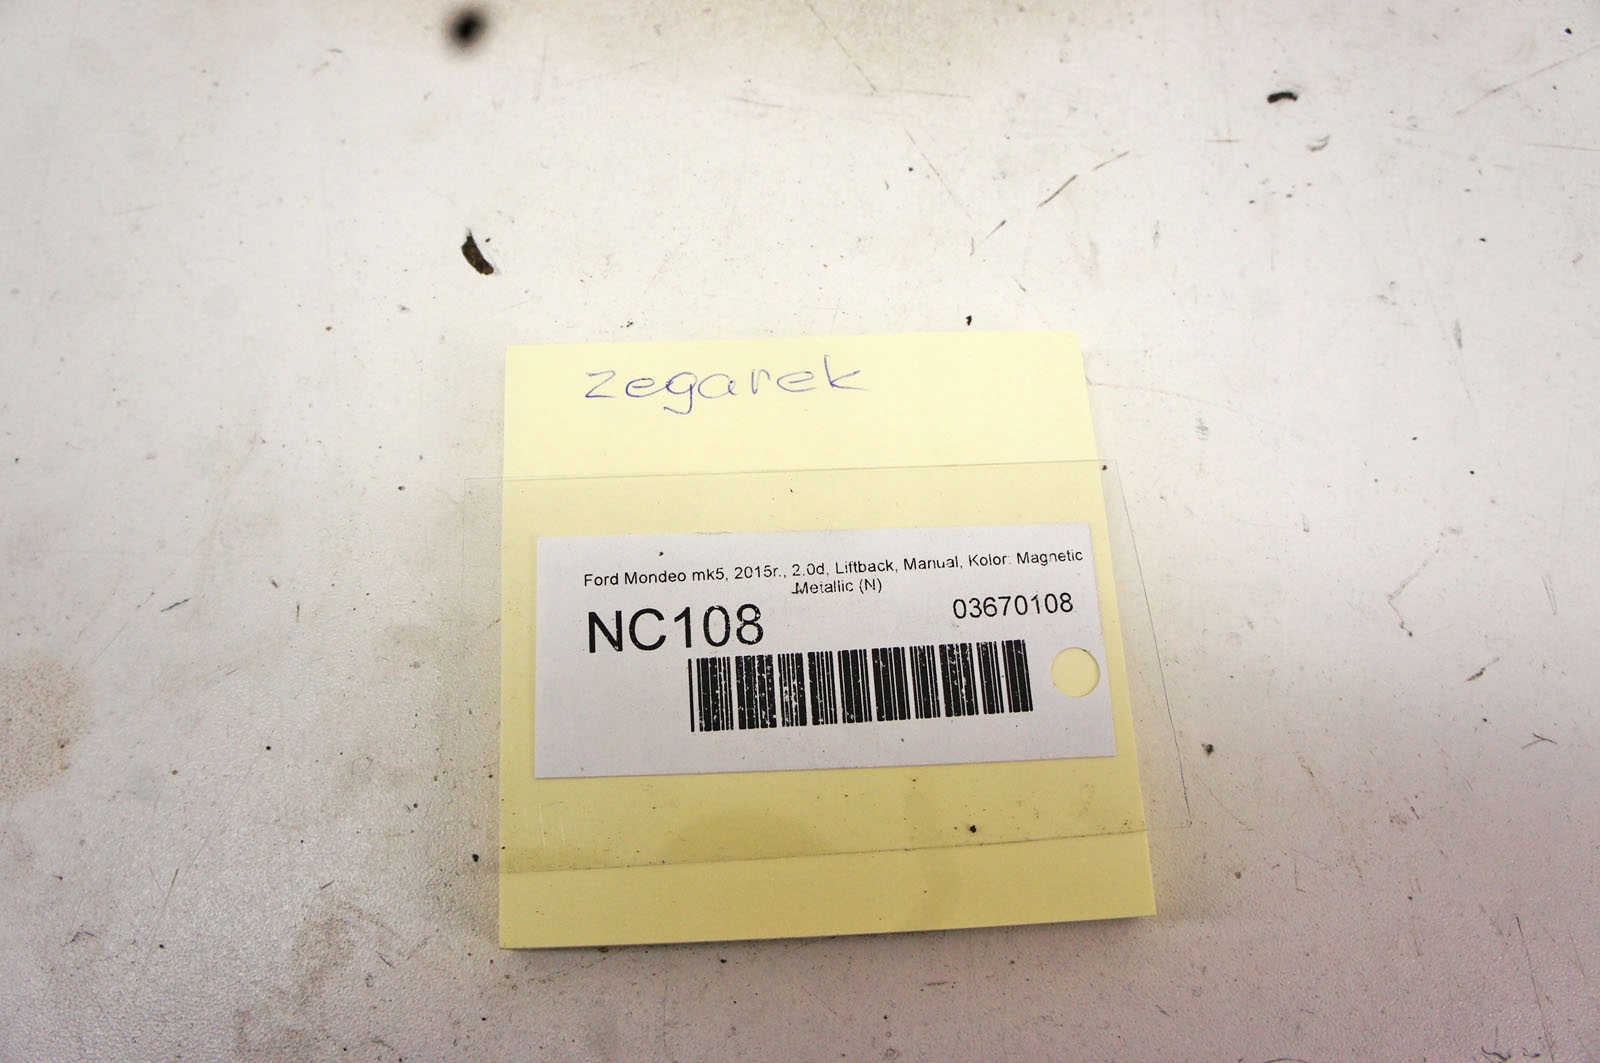 zegarek
Ford Mondeo mk5, 2015r., 2.0d, Liftback, Manual, Kolor: Magnetic
Metallic (N)
NC108
03670108